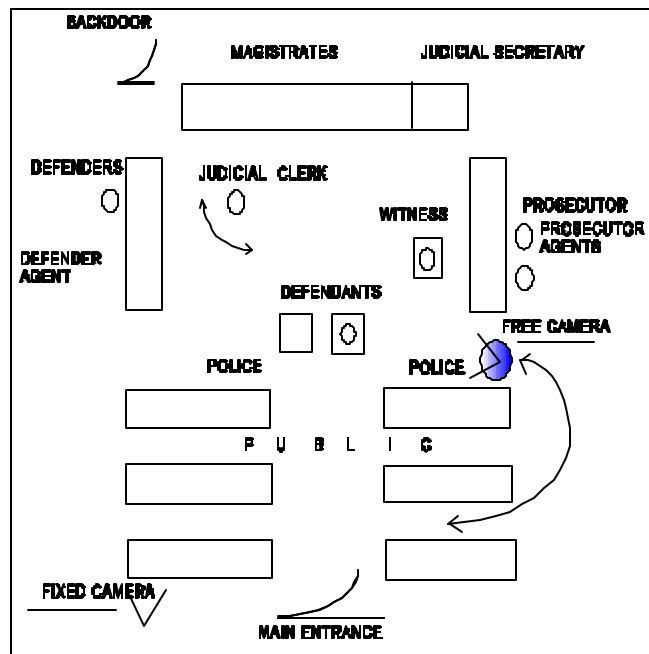 BACKDOOR
MAGISTRATES
JUDICIAL SECRETARY
DEFENDERS
JUDICIAL CLERK
WITNESS
PROSECUTOR
PROSECUTOR
AGENTS
DEFENDER
AGENT
DEFENDANTS
FREE CAMERA
POLICE
POLICE
P U B L I C
FIXED CAMERA
MAIN ENTRANCE